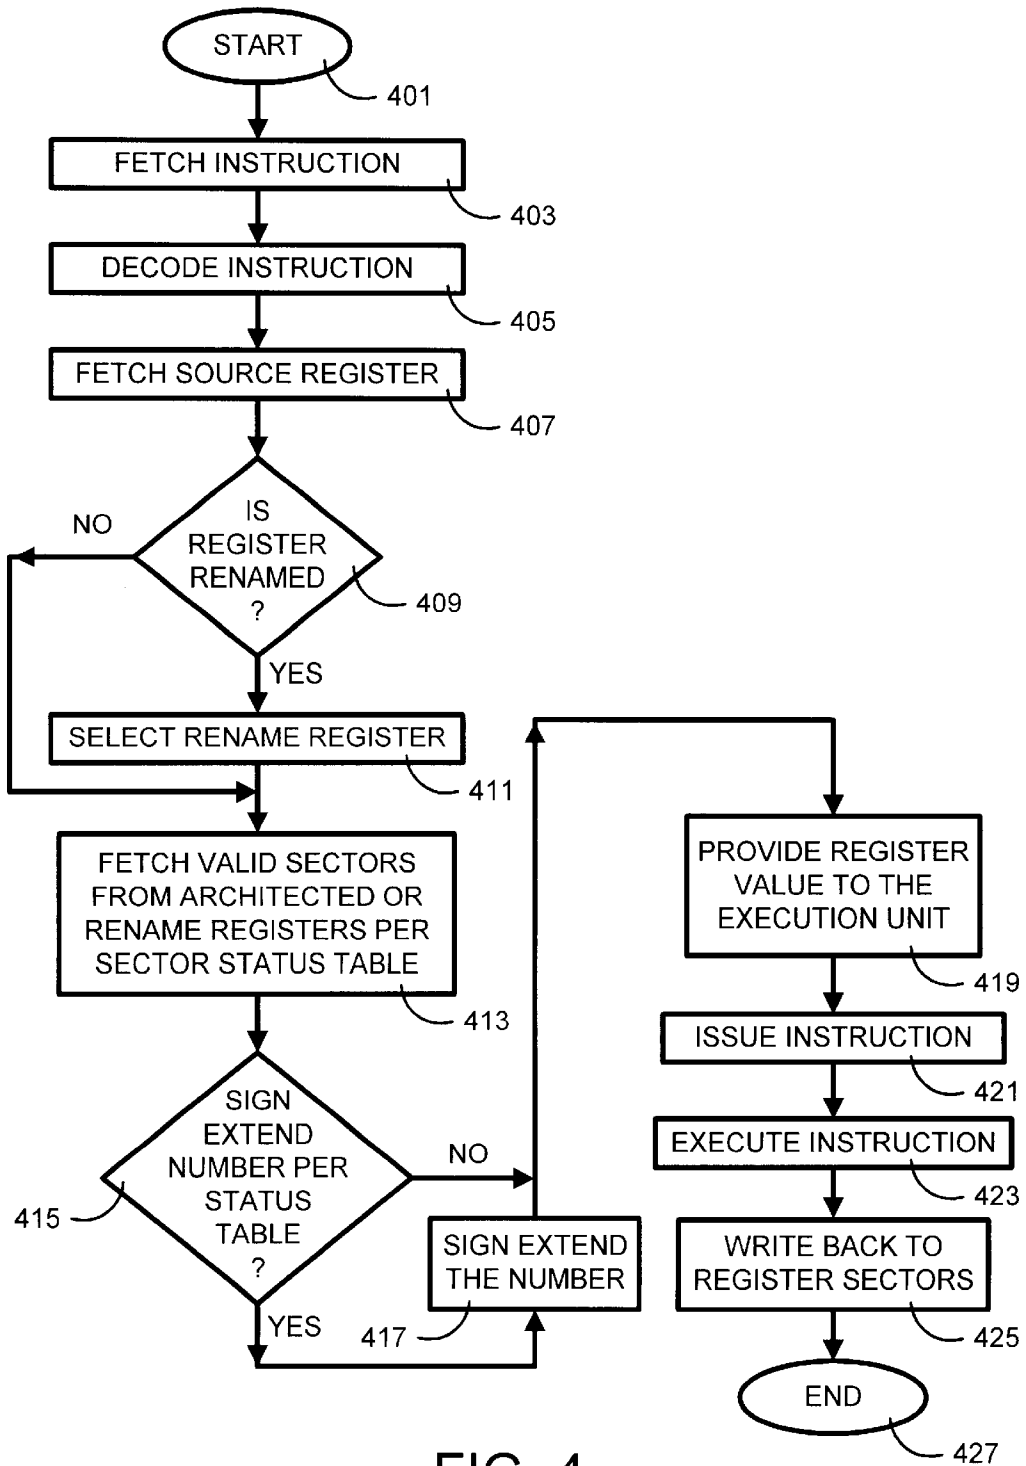 START
401
FETCH INSTRUCTION
403
DECODE INSTRUCTION
405
FETCH SOURCE REGISTER
407
IS
REGISTER
RENAMED
?
409
NO
YES
SELECT RENAME REGISTER
411
FETCH VALID SECTORS
FROM ARCHITECTED OR
RENAME REGISTERS PER
SECTOR STATUS TABLE
413
SIGN
EXTEND
NUMBER PER
STATUS
TABLE
?
415
NO
YES
SIGN EXTEND
THE NUMBER
417
PROVIDE REGISTER
VALUE TO THE
EXECUTION UNIT
419
ISSUE INSTRUCTION
421
EXECUTE INSTRUCTION
423
WRITE BACK TO
REGISTER SECTORS
425
END
427
FIG. 4